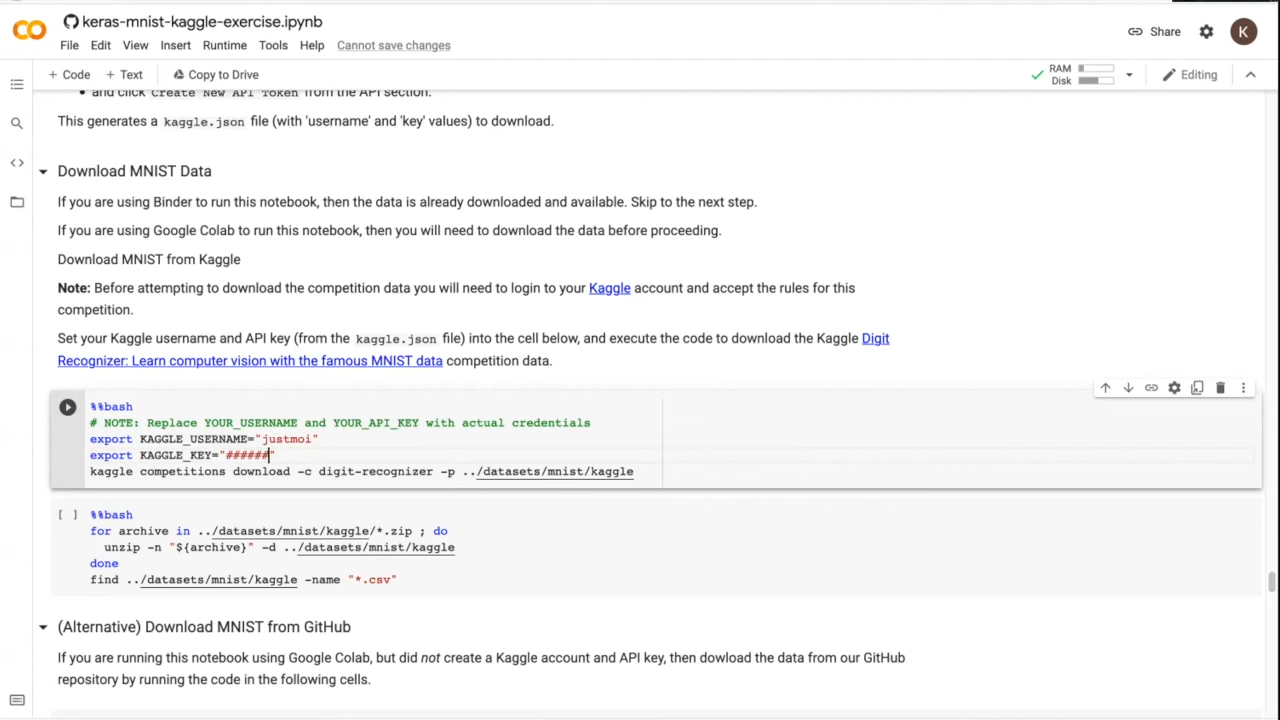 keras-mnist-kaggle-exercise.ipynb
Share
K
File Edit View Insert Runtime Tools Help Cannot save changes
+ Code + Text Copy to Drive
RAM
Disk
Editing
• and click Create New API Token from the API section.
This generates a kaggle.json file (with 'username' and 'key' values) to download.
Download MNIST Data
If you are using Binder to run this notebook, then the data is already downloaded and available. Skip to the next step.
If you are using Google Colab to run this notebook, then you will need to download the data before proceeding.
Download MNIST from Kaggle
Note: Before attempting to download the competition data you will need to login to your Kaggle account and accept the rules for this
competition.
Set your Kaggle username and API key (from the kaggle.json file) into the cell below, and execute the code to download the Kaggle Digit
Recognizer: Learn computer vision with the famous MNIST data competition data.
%%bash
# NOTE: Replace YOUR_USERNAME and YOUR_API_KEY with actual credentials
export KAGGLE_USERNAME="justmoi"
export KAGGLE_KEY="######"
kaggle competitions download -c digit-recognizer -p ../datasets/mnist/kaggle
[ ] %%bash
for archive in ../datasets/mnist/kaggle/*.zip ; do
unzip -n "${archive}" -d ../datasets/mnist/kaggle
done
find ../datasets/mnist/kaggle -name "*.csv"
(Alternative) Download MNIST from GitHub
If you are running this notebook using Google Colab, but did not create a Kaggle account and API key, then dowload the data from our GitHub
repository by running the code in the following cells.